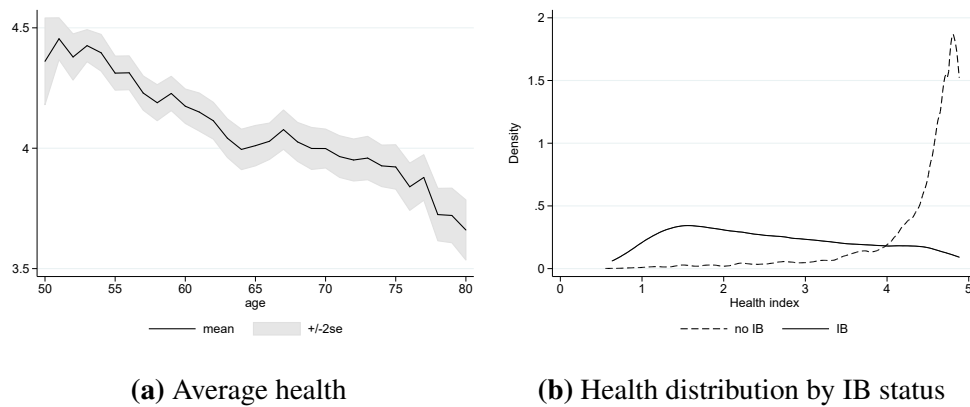 4.5
4
3.5
50 55 60 65 70 75 80
age
mean +/-2se
2
1.5
1
.5
0
Density
0 1 2 3 4 5
Health index
no IB IB
(a) Average health
(b) Health distribution by IB status